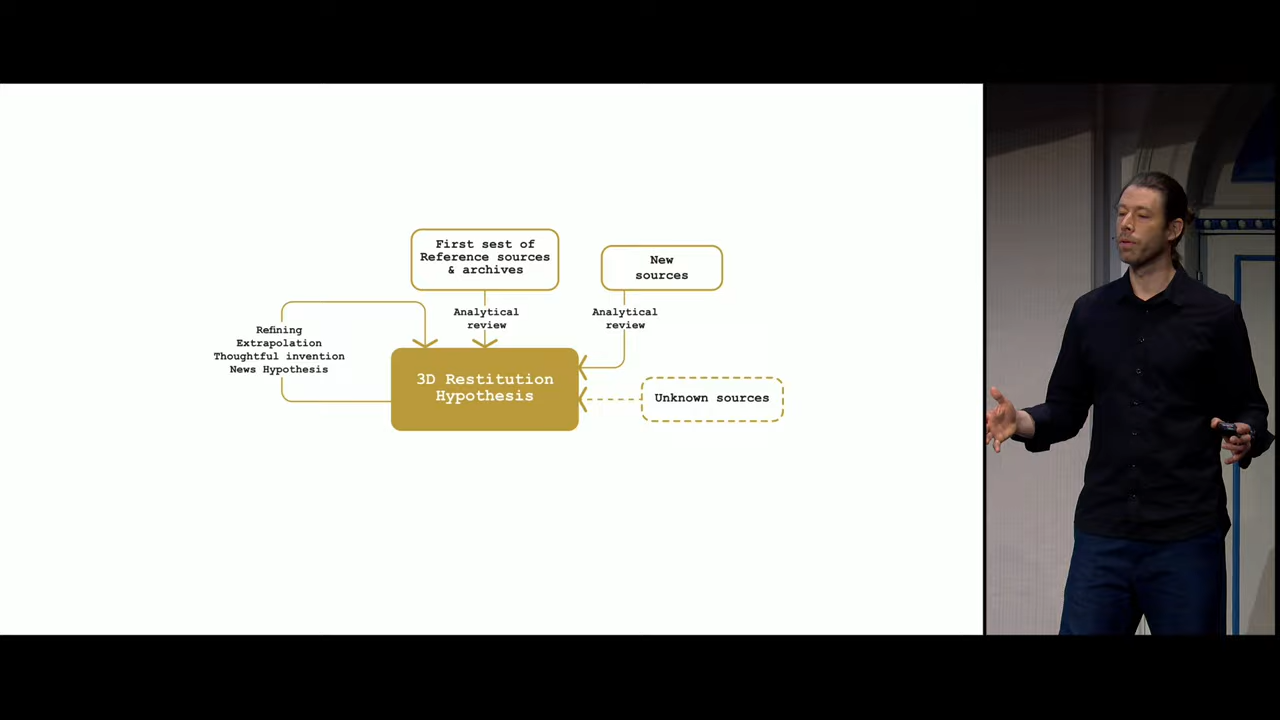 First sest of
Reference sources
& archives
New
sources
Analytical
review
Analytical
review
Refining
Extrapolation
Thoughtful invention
News Hypothesis
3D Restitution
Hypothesis
Unknown sources